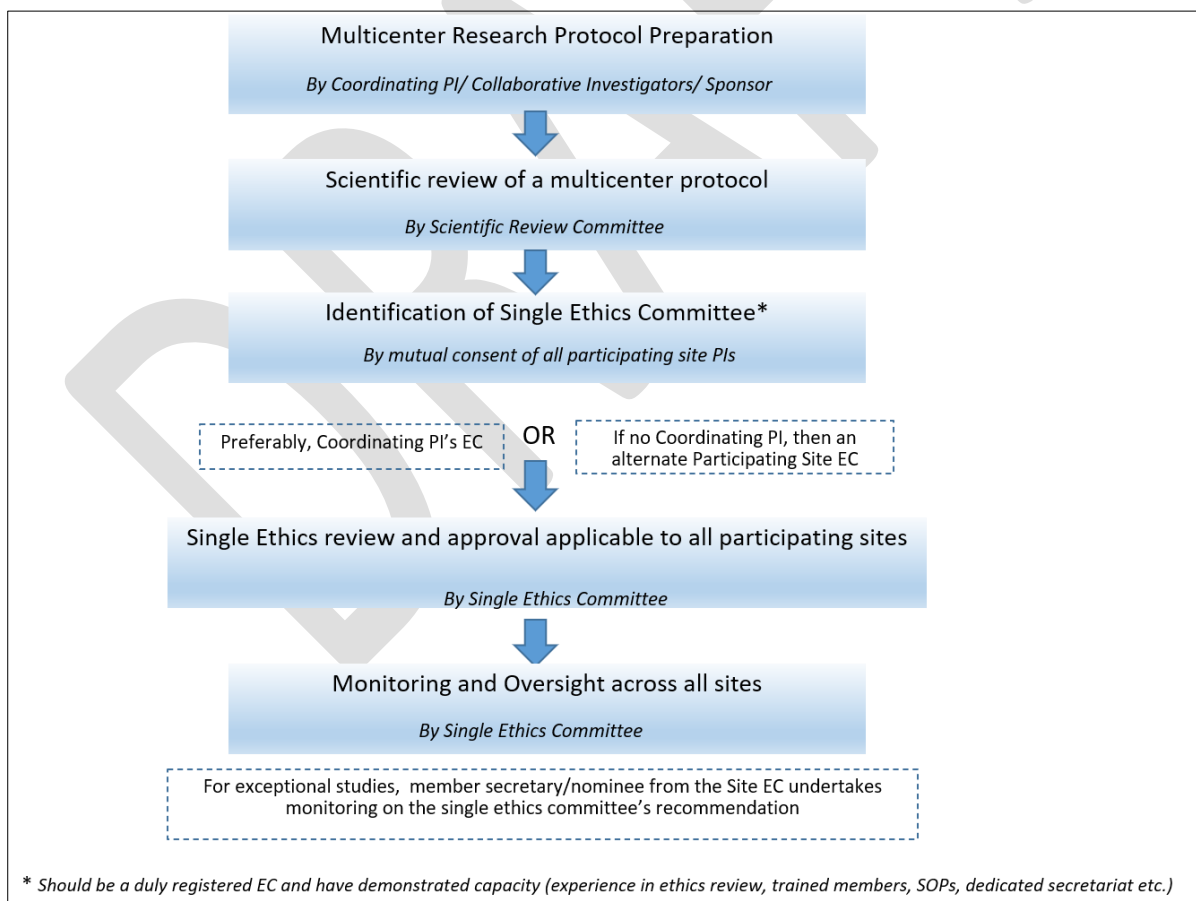 Multicenter Research Protocol Preparation
By Coordinating PI/ Collaborative Investigators/ Sponsor
Scientific review of a multicenter protocol
By Scientific Review Committee
Identification of Single Ethics Committee*
By mutual consent of all participating site PIs
Preferably, Coordinating PI’s EC
OR
If no Coordinating PI, then an
alternate Participating Site EC
Single Ethics review and approval applicable to all participating sites
By Single Ethics Committee
Monitoring and Oversight across all sites
By Single Ethics Committee
For exceptional studies, member secretary/nominee from the Site EC undertakes
monitoring on the single ethics committee’s recommendation
* Should be a duly registered EC and have demonstrated capacity (experience in ethics review, trained members, SOPs, dedicated secretariat etc.)